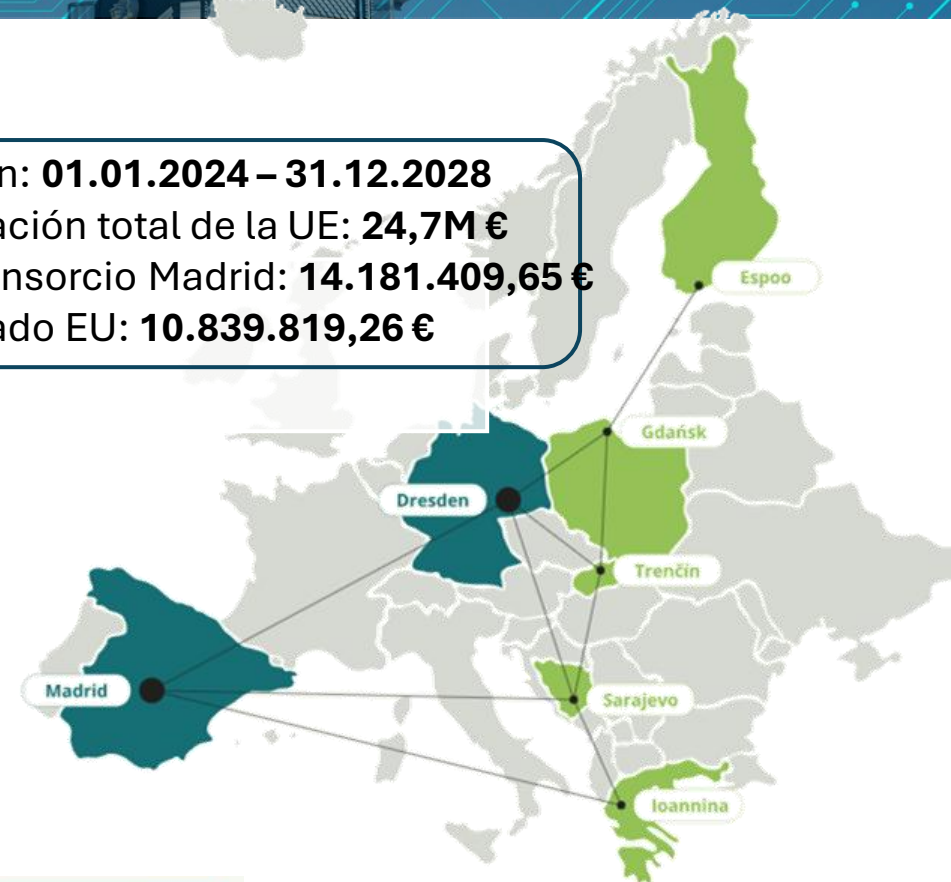 n: 01.01.2024 – 31.12.2028
ación total de la UE: 24,7M €
nsorcio Madrid: 14.181.409,65 €
ado EU: 10.839.819,26 €
Espoo
Gdańsk
Dresden
Trenčín
Madrid
Sarajevo
Ioannina